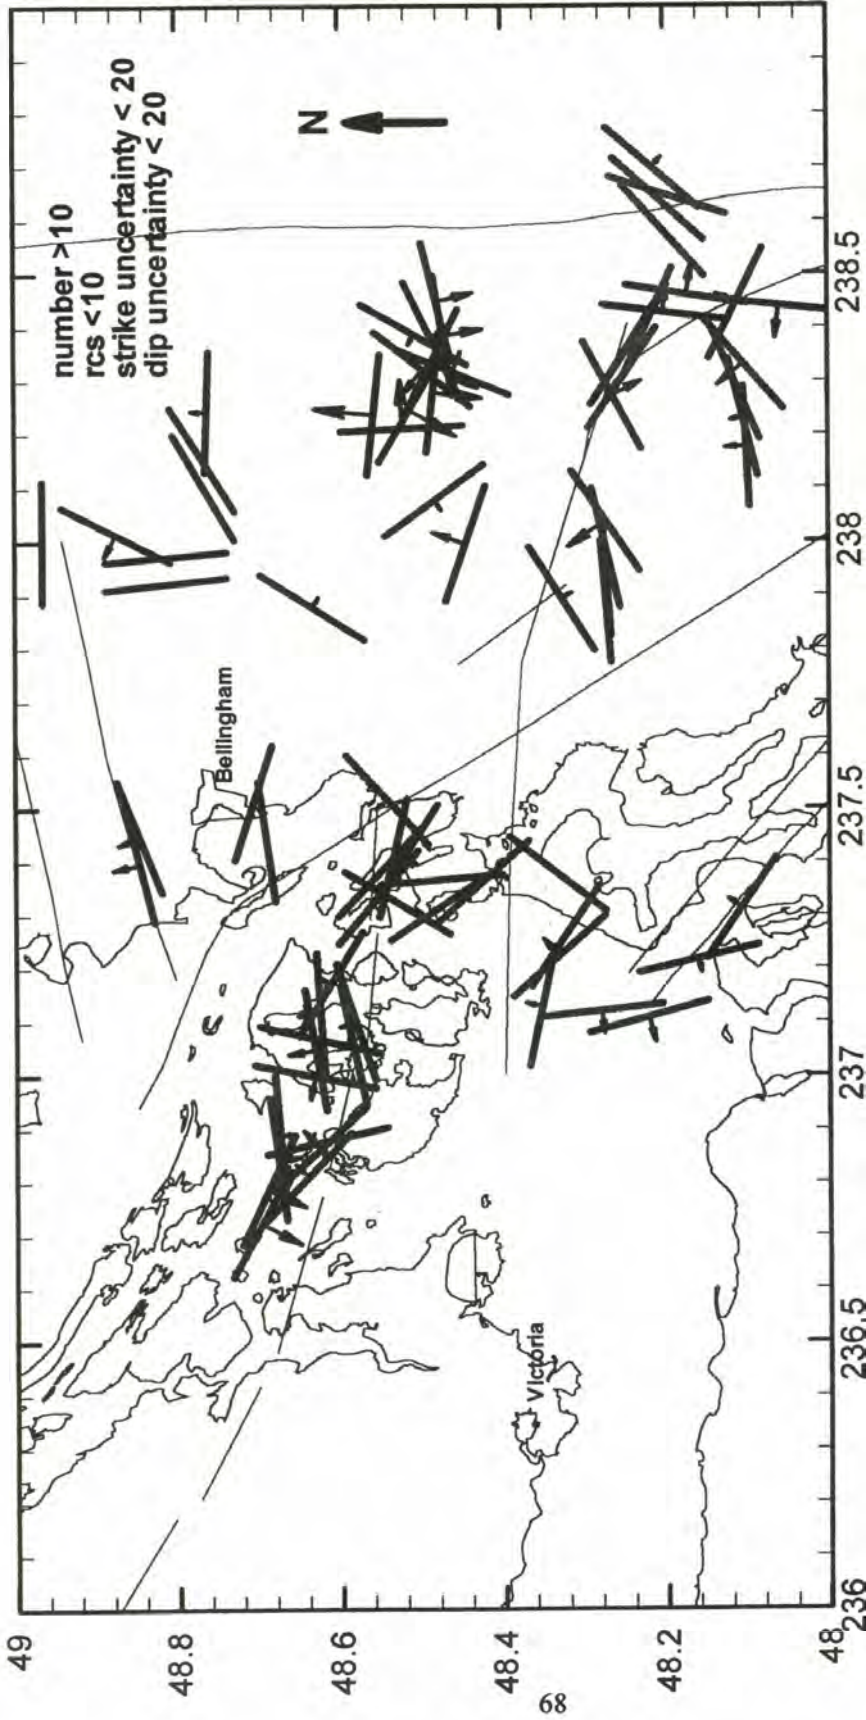 number >10
rcs <10
strike uncertainty < 20
dip uncertainty < 20
N
Bellingham
Victoria
49
48.8
48.6
48.4
48.2
48
236
236.5
237
237.5
238
238.5
68